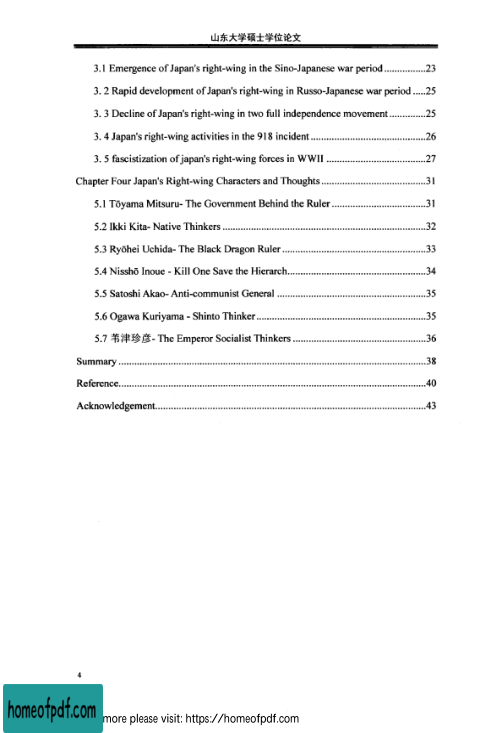 山东大学硕士学位论文
3.1 Emergence of Japan's right-wing in the Sino-Japanese war period................23
3. 2 Rapid development of Japan's right-wing in Russo-Japanese war period .....25
3. 3 Decline of Japan's right-wing in two full independence movement..............25
3. 4 Japan's right-wing activities in the 918 incident............................................26
3. 5 fascistization of japan's right-wing forces in WWII ......................................27
Chapter Four Japan's Right-wing Characters and Thoughts........................................31
5.1 Tōyama Mitsuru- The Government Behind the Ruler....................................31
5.2 Ikki Kita- Native Thinkers..............................................................................32
5.3 Ryōhei Uchida- The Black Dragon Ruler.......................................................33
5.4 Nisshō Inoue - Kill One Save the Hierarch.....................................................34
5.5 Satoshi Akao- Anti-communist General .........................................................35
5.6 Ogawa Kuriyama - Shinto Thinker.................................................................35
5.7 苇津珍彦- The Emperor Socialist Thinkers...................................................36
Summary......................................................................................................................38
Reference.....................................................................................................................40
Acknowledgement.......................................................................................................43
4
homeofpdf.com
more please visit: https://homeofpdf.com